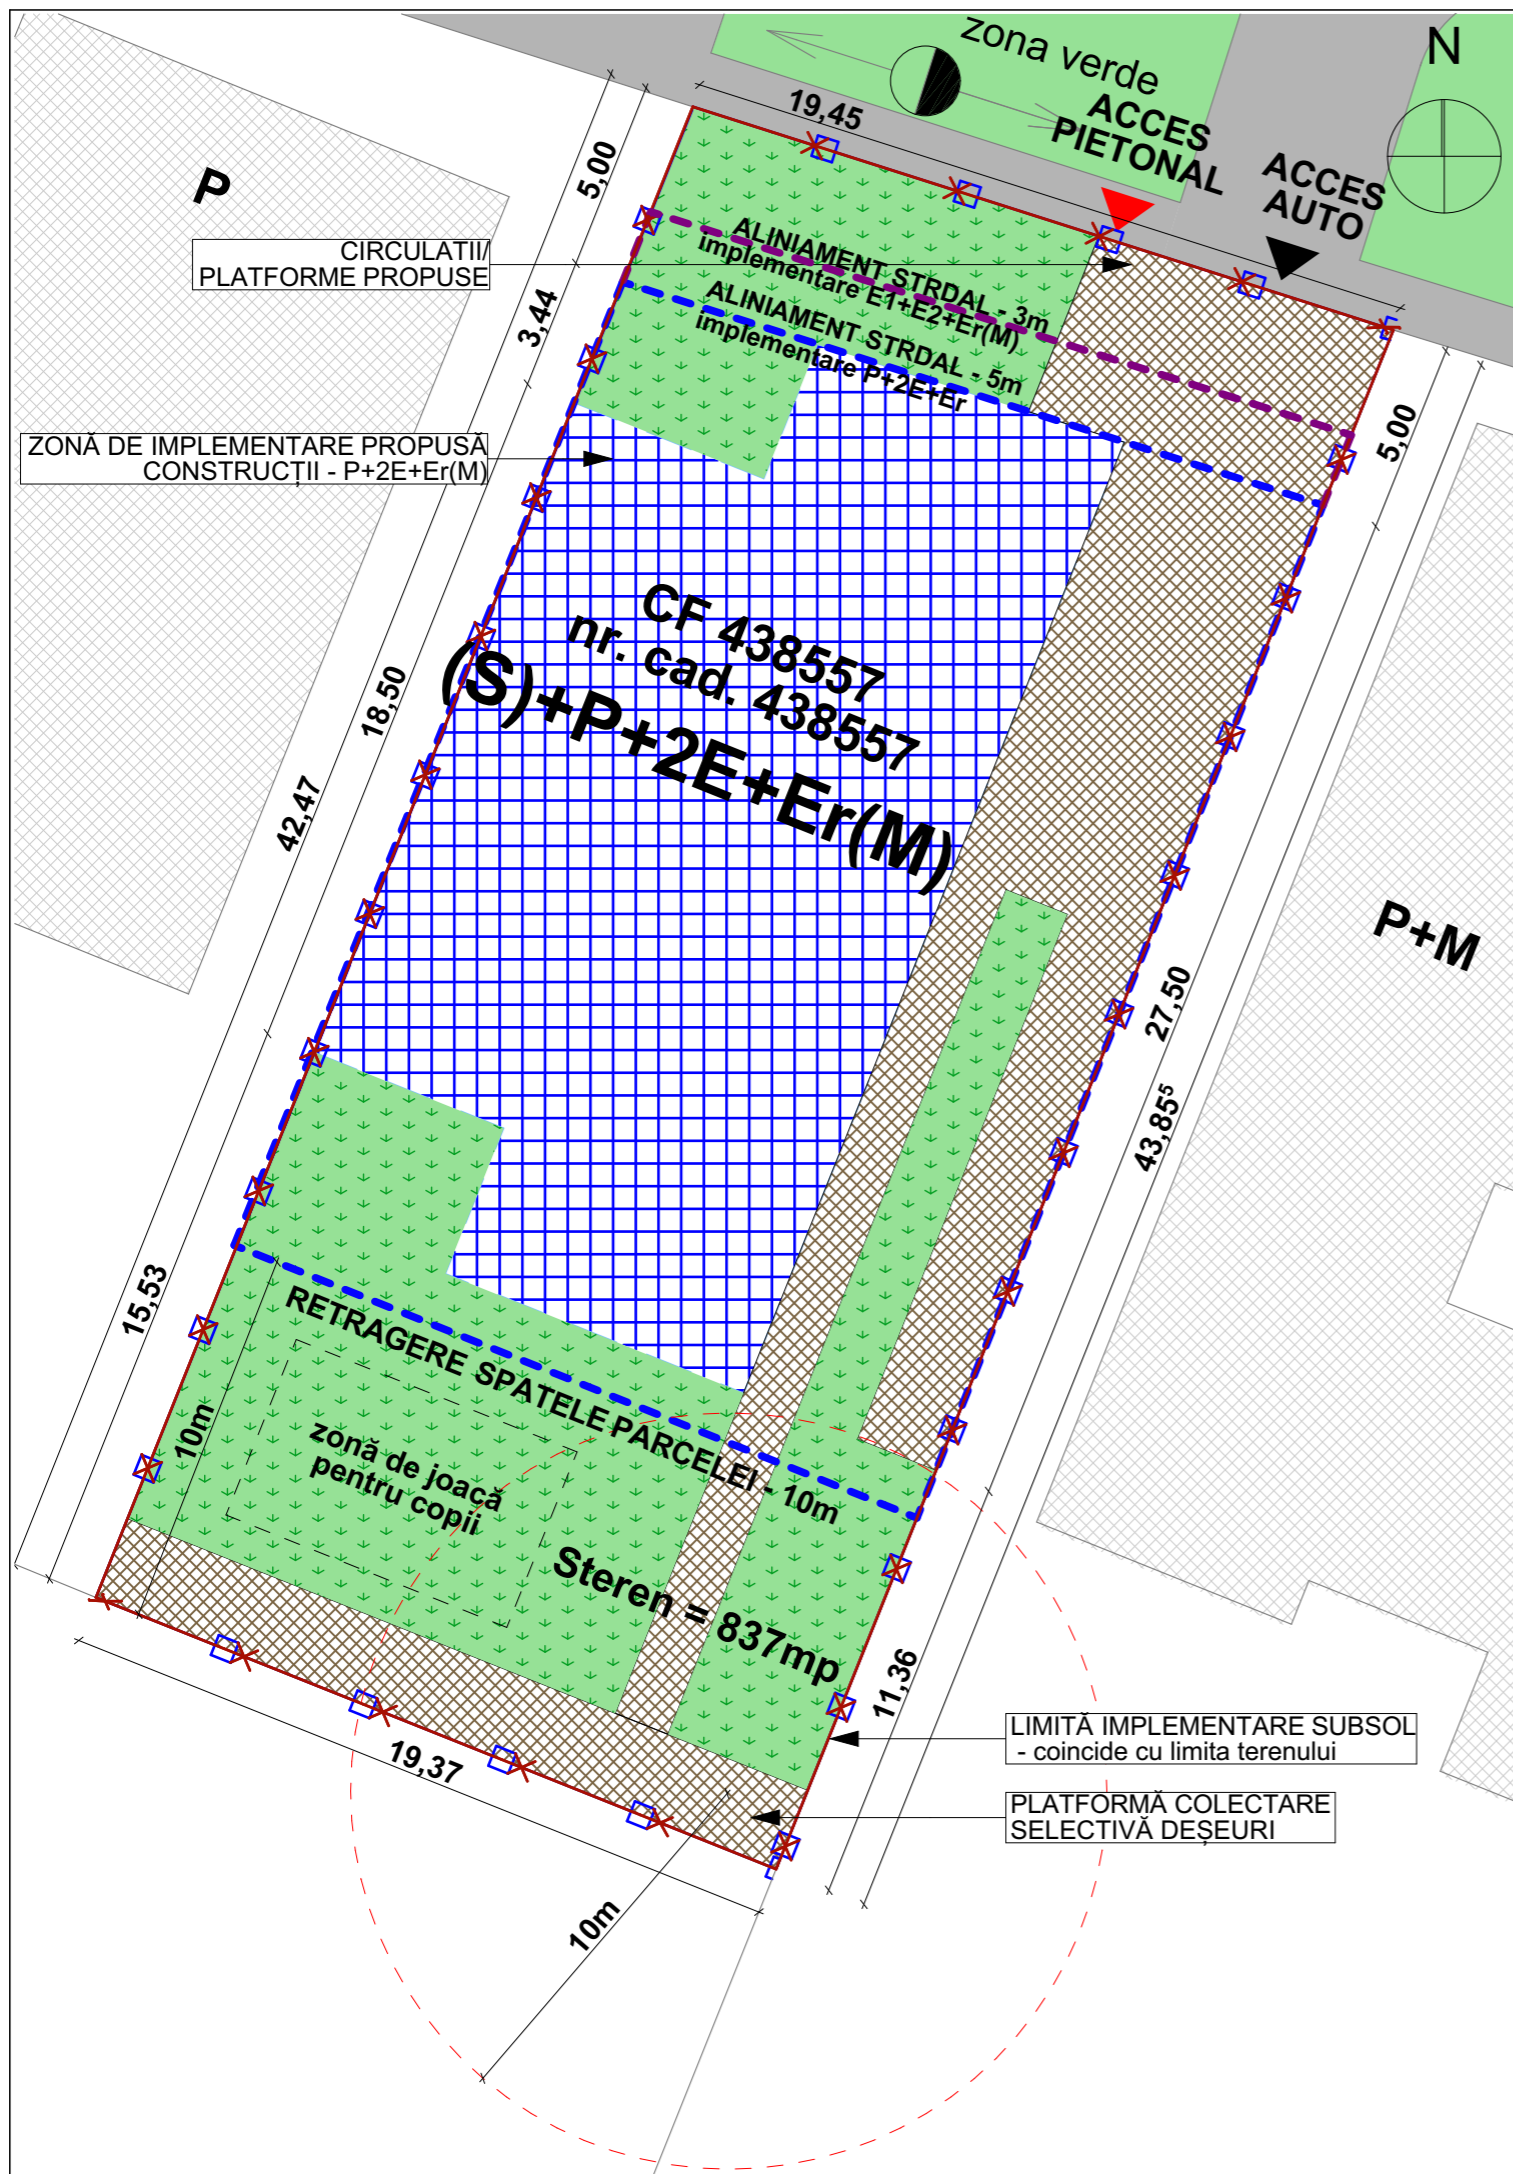 zona verde
N
19,45
ACCES
PIETONAL
ACCES
AUTO
5,00
P
CIRCULATII/
PLATFORME PROPUSE
ALINIAMENT STRDAL - 3m
implementare E1+E2+Er(M)
ALINIAMENT STRDAL - 5m
implementare P+2E+Er
3,44
5,00
ZONĂ DE IMPLEMENTARE PROPUSĂ
CONSTRUCȚII - P+2E+Er(M)
CF 438557
nr. cad. 438557
(S)+P+2E+Er(M)
18,50
42,47
P+M
27,50
43,85⁵
15,53
10m
RETRAGERE SPATELE PARCELEI - 10m
zonă de joacă
pentru copii
Steren = 837mp
11,36
19,37
LIMITĂ IMPLEMENTARE SUBSOL
- coincide cu limita terenului
PLATFORMĂ COLECTARE
SELECTIVĂ DEȘEURI
10m